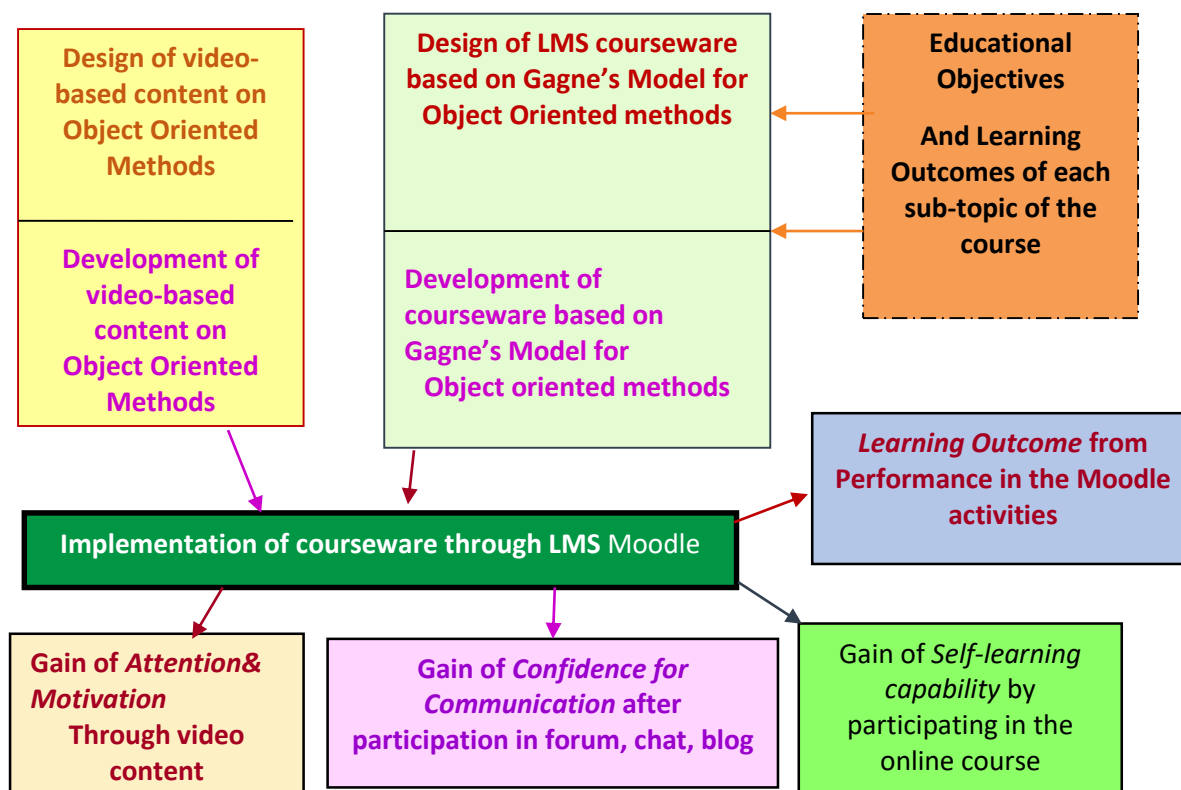 Design of video-
based content on
Object Oriented
Methods
Development of
video-based
content on
Object Oriented
Methods
Design of LMS courseware
based on Gagne’s Model for
Object Oriented methods
Development of
courseware based on
Gagne’s Model for
Object oriented methods
Educational
Objectives
And Learning
Outcomes of each
sub-topic of the
course
Learning Outcome from
Performance in the Moodle
activities
Implementation of courseware through LMS Moodle
Gain of Attention&
Motivation
Through video
content
Gain of Confidence for
Communication after
participation in forum, chat, blog
Gain of Self-learning
capability by
participating in the
online course